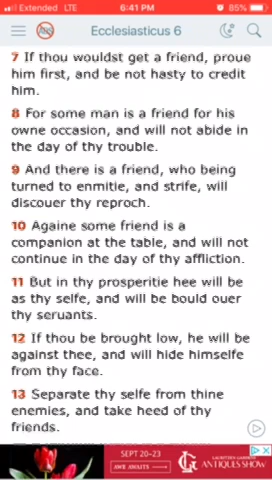 Extended LTE 6:41 PM 85%
Ecclesiasticus 6
7 If thou wouldst get a friend, proue
him first, and be not hasty to credit
him.
8 For some man is a friend for his
owne occasion, and will not abide in
the day of thy trouble.
9 And there is a friend, who being
turned to enmitie, and strife, will
discouer thy reproch.
10 Againe some friend is a
companion at the table, and will not
continue in the day of thy affliction.
11 But in thy prosperitie hee will be
as thy selfe, and will be bould ouer
thy seruants.
12 If thou be brought low, he will be
against thee, and will hide himselfe
from thy face.
13 Separate thy selfe from thine
enemies, and take heed of thy
friends.
SEPT 20-23
AWE AWAITS
ANTIQUES SHOW